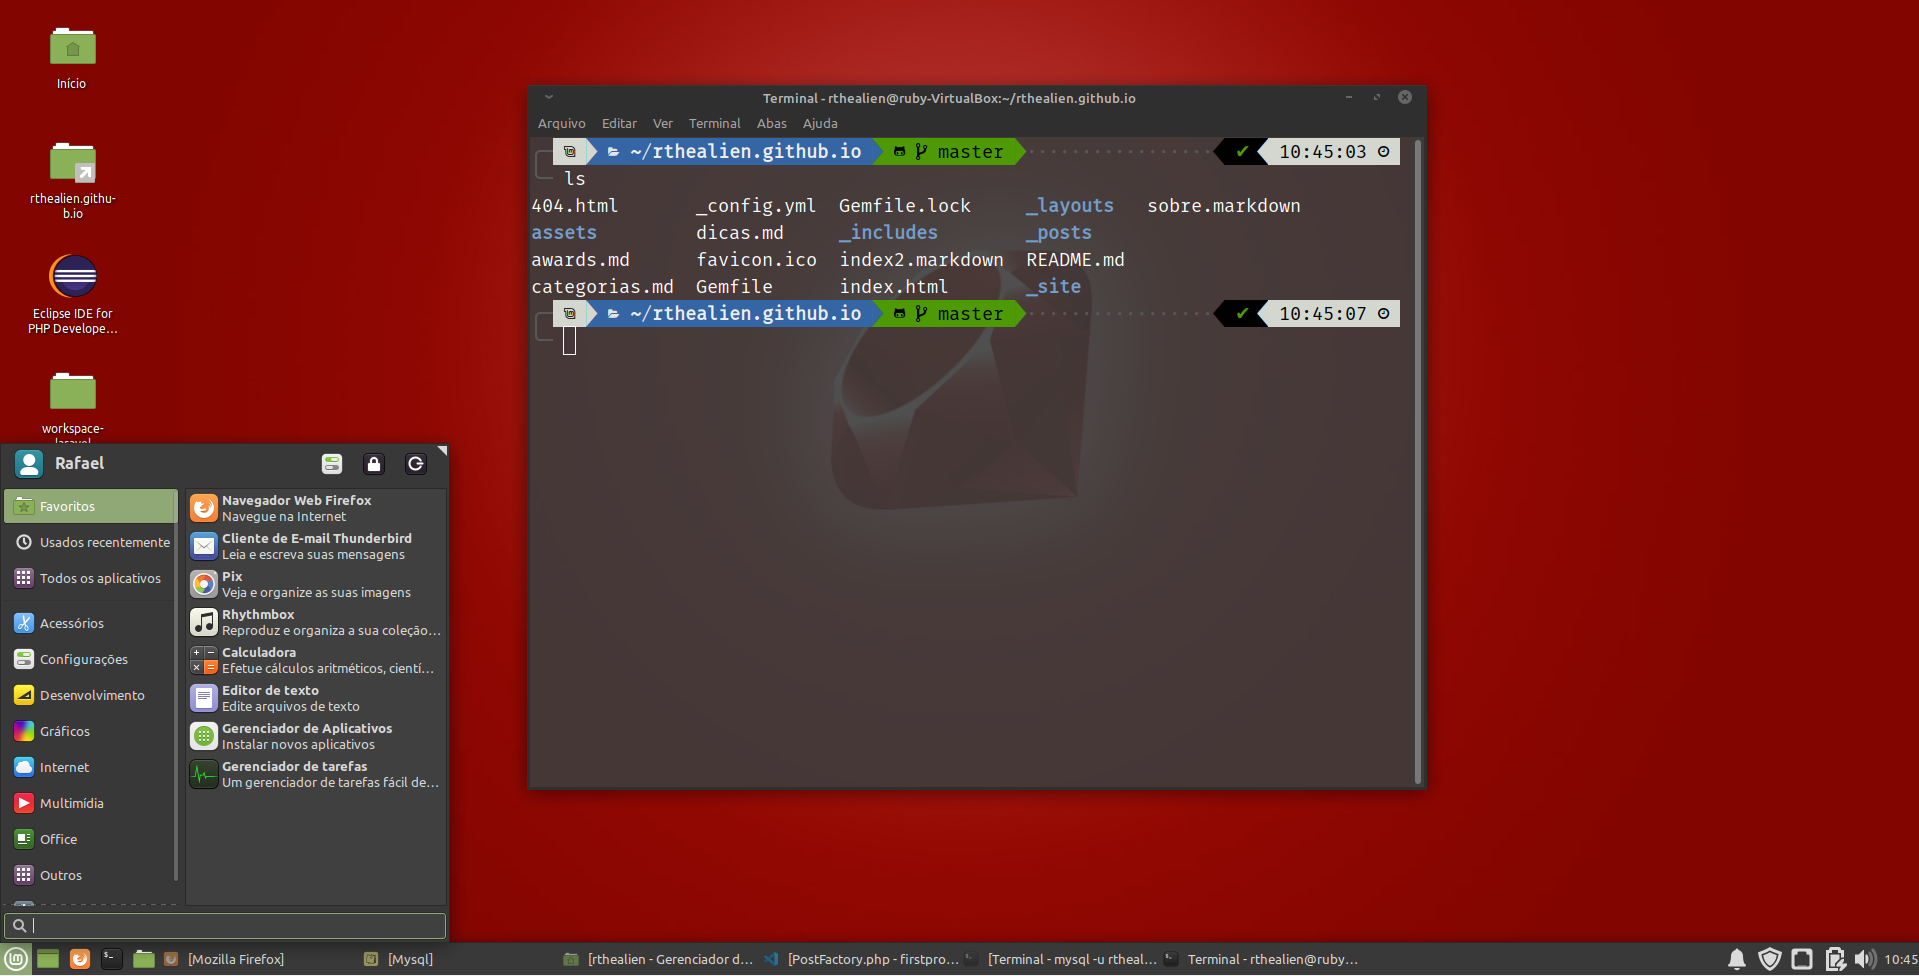 Início
rthealien.githu-
b.io
Eclipse IDE for
PHP Develope...
workspace-
laravel
Terminal - rthealien@ruby-VirtualBox:~/rthealien.github.io
Arquivo Editar Ver Terminal Abas Ajuda
~/rthealien.github.io master ✔ 10:45:03
ls
404.html _config.yml Gemfile.lock _layouts sobre.markdown
assets dicas.md _includes _posts
awards.md favicon.ico index2.markdown README.md
categorias.md Gemfile index.html _site
~/rthealien.github.io master ✔ 10:45:07
Rafael
Favoritos
Usados recentemente
Todos os aplicativos
Acessórios
Configurações
Desenvolvimento
Gráficos
Internet
Multimídia
Office
Outros
Navegador Web Firefox
Navegue na Internet
Cliente de E-mail Thunderbird
Leia e escreva suas mensagens
Pix
Veja e organize as suas imagens
Rhythmbox
Reproduz e organiza a sua coleção...
Calculadora
Efetue cálculos aritméticos, cientí...
Editor de texto
Edite arquivos de texto
Gerenciador de Aplicativos
Instalar novos aplicativos
Gerenciador de tarefas
Um gerenciador de tarefas fácil de...
[Mozilla Firefox] [Mysql] [rthealien - Gerenciador d... [PostFactory.php - firstpro... [Terminal - mysql -u rtheal... Terminal - rthealien@ruby... 10:45